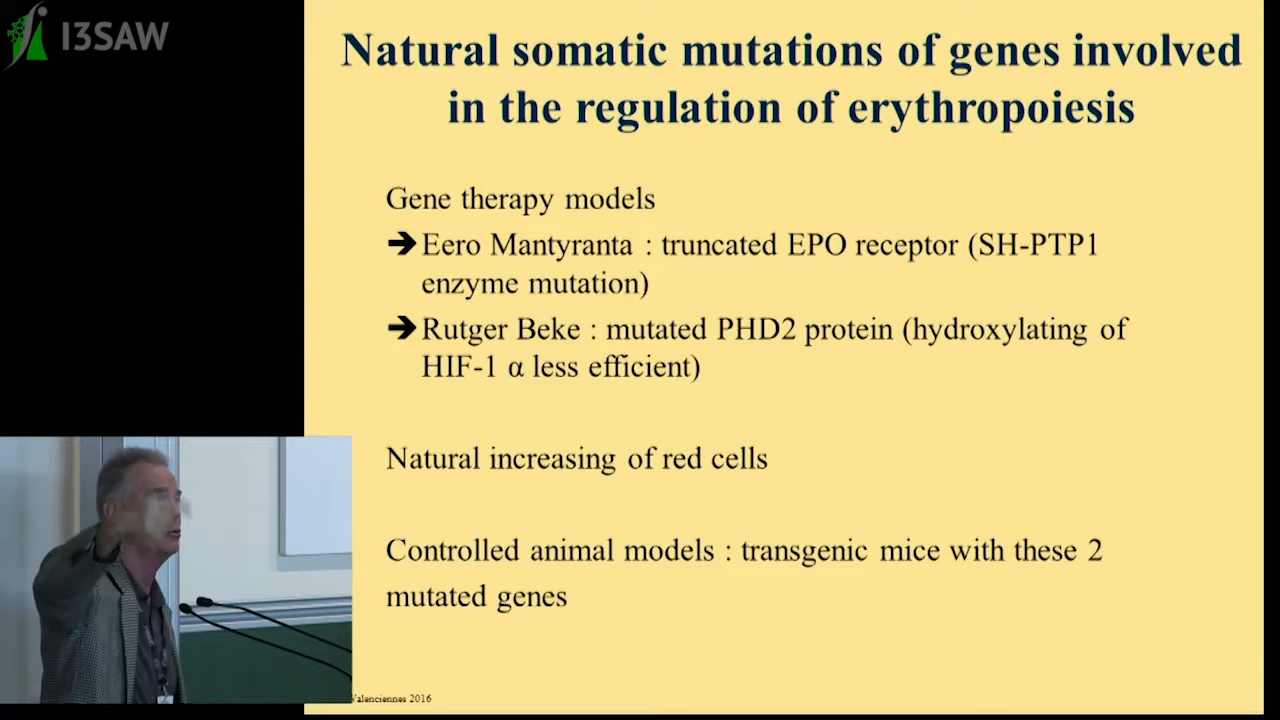 I3SAW
Natural somatic mutations of genes involved
in the regulation of erythropoiesis
Gene therapy models
➔ Eero Mantyranta : truncated EPO receptor (SH-PTP1
enzyme mutation)
➔ Rutger Beke : mutated PHD2 protein (hydroxylating of
HIF-1 α less efficient)
Natural increasing of red cells
Controlled animal models : transgenic mice with these 2
mutated genes
Valenciennes 2016